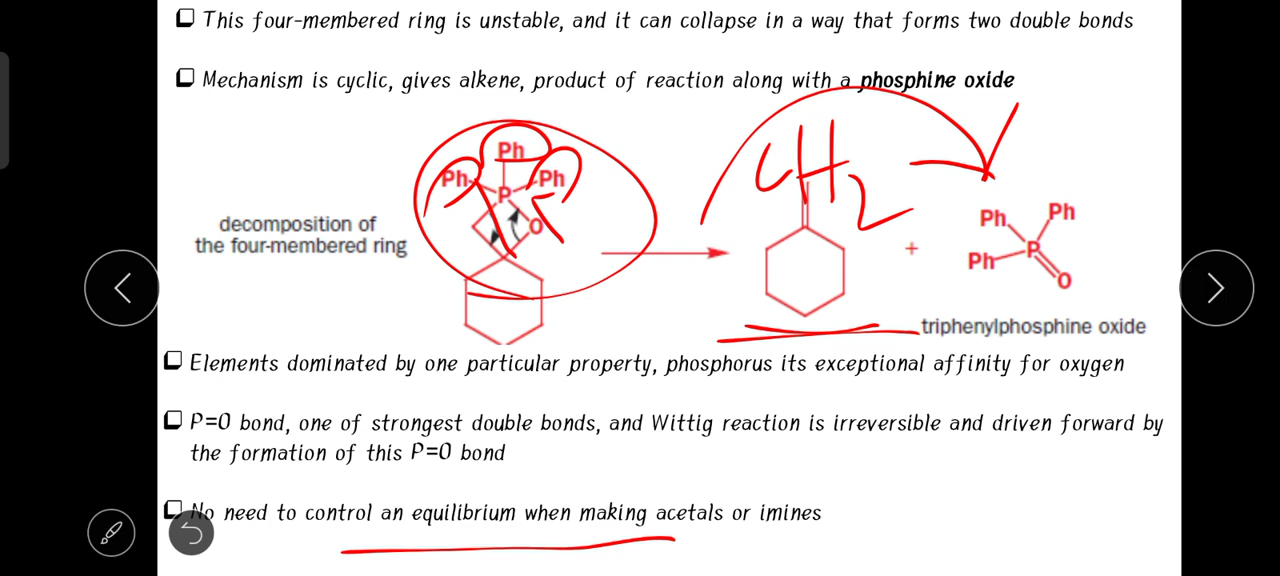 ❑ This four-membered ring is unstable, and it can collapse in a way that forms two double bonds
❑ Mechanism is cyclic, gives alkene, product of reaction along with a phosphine oxide
CH2
Ph
Ph
Ph
P
O
decomposition of
the four-membered ring
+
Ph
Ph
Ph
P
O
triphenylphosphine oxide
❑ Elements dominated by one particular property, phosphorus its exceptional affinity for oxygen
❑ P=O bond, one of strongest double bonds, and Wittig reaction is irreversible and driven forward by
the formation of this P=O bond
❑ No need to control an equilibrium when making acetals or imines